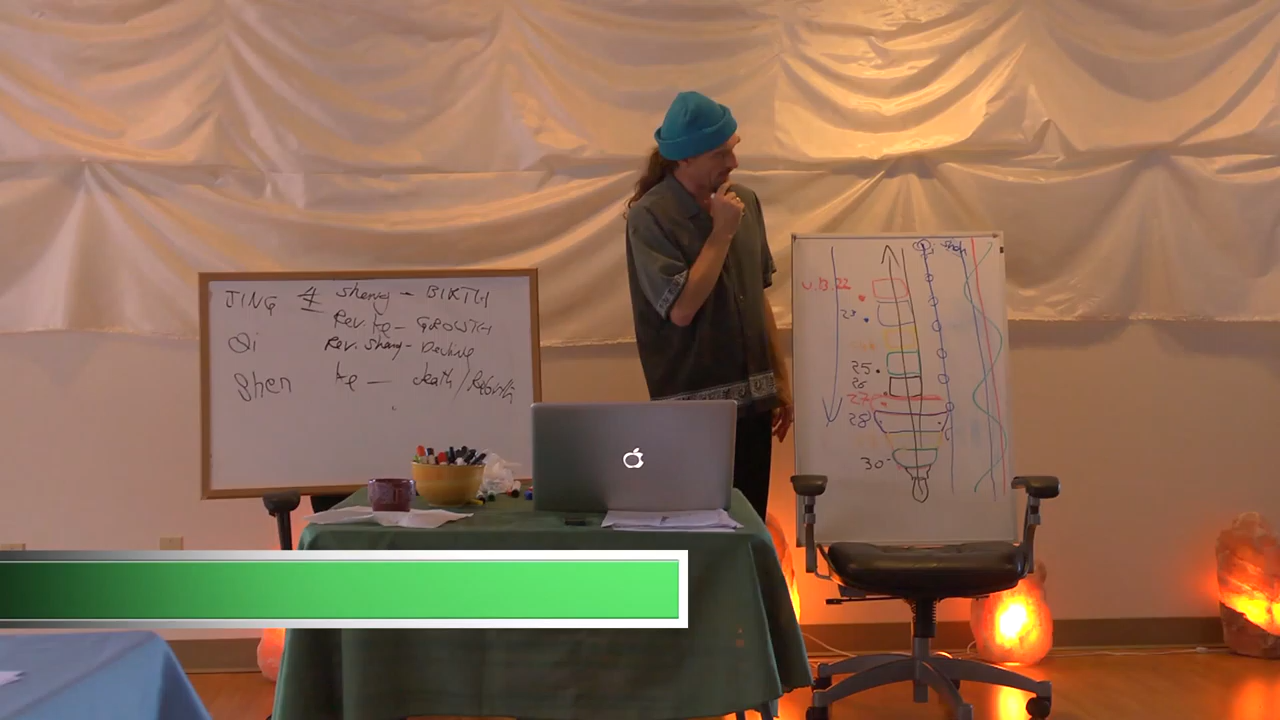 JING 4 Sheng - BIRTH
Rev. Ke - GROWTH
Qi
Rev. Sheng - Decline
Shen Ke - death / Rebirth
U.B. 22
23
25
26
27
28
30